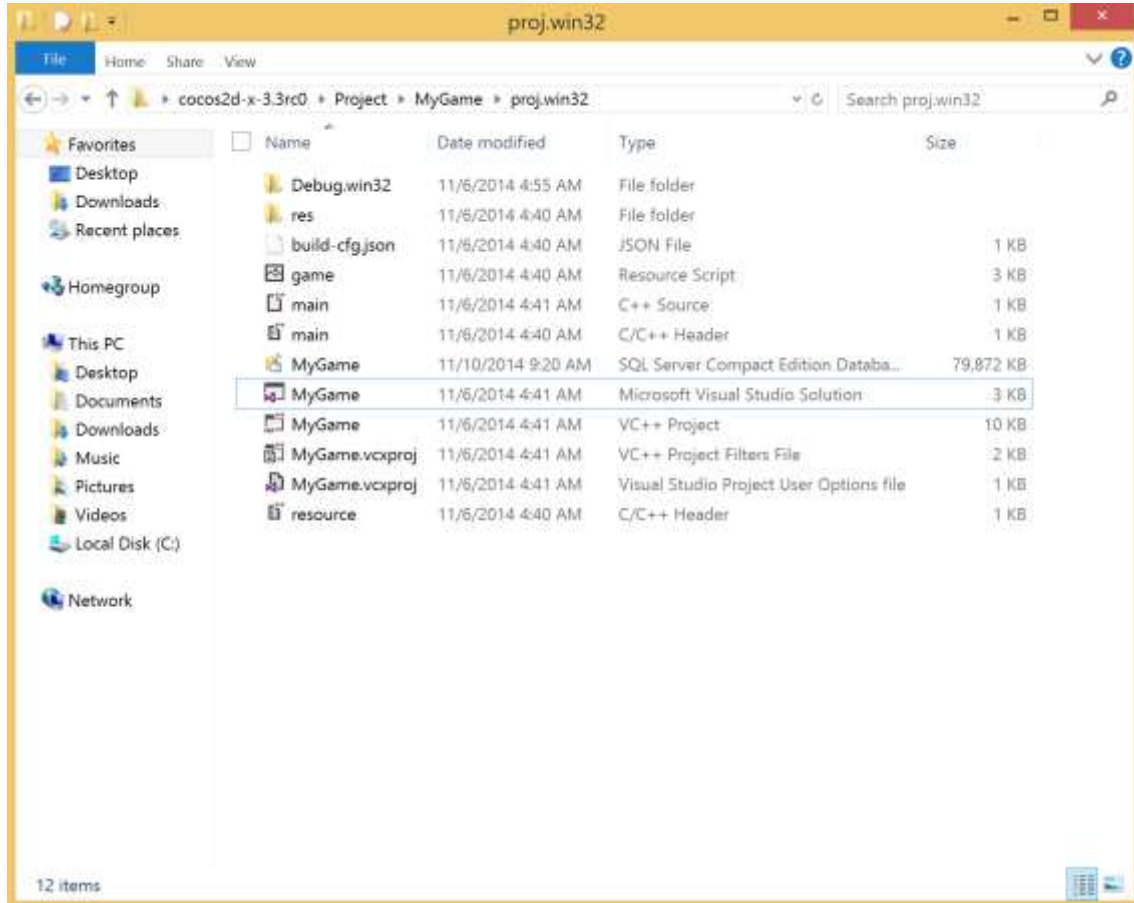 proj.win32
File Home Share View
cocos2d-x-3.3rc0 Project MyGame proj.win32 Search proj.win32
Favorites
Desktop
Downloads
Recent places
Homegroup
This PC
Desktop
Documents
Downloads
Music
Pictures
Videos
Local Disk (C:)
Network
Name Date modified Type Size
Debug.win32 11/6/2014 4:55 AM File folder
res 11/6/2014 4:40 AM File folder
build-cfg.json 11/6/2014 4:40 AM JSON File 1 KB
game 11/6/2014 4:40 AM Resource Script 3 KB
main 11/6/2014 4:41 AM C++ Source 1 KB
main 11/6/2014 4:40 AM C/C++ Header 1 KB
MyGame 11/10/2014 9:20 AM SQL Server Compact Edition Databa... 79,872 KB
MyGame 11/6/2014 4:41 AM Microsoft Visual Studio Solution 3 KB
MyGame 11/6/2014 4:41 AM VC++ Project 10 KB
MyGame.vcxproj 11/6/2014 4:41 AM VC++ Project Filters File 2 KB
MyGame.vcxproj 11/6/2014 4:41 AM Visual Studio Project User Options file 1 KB
resource 11/6/2014 4:40 AM C/C++ Header 1 KB
12 items